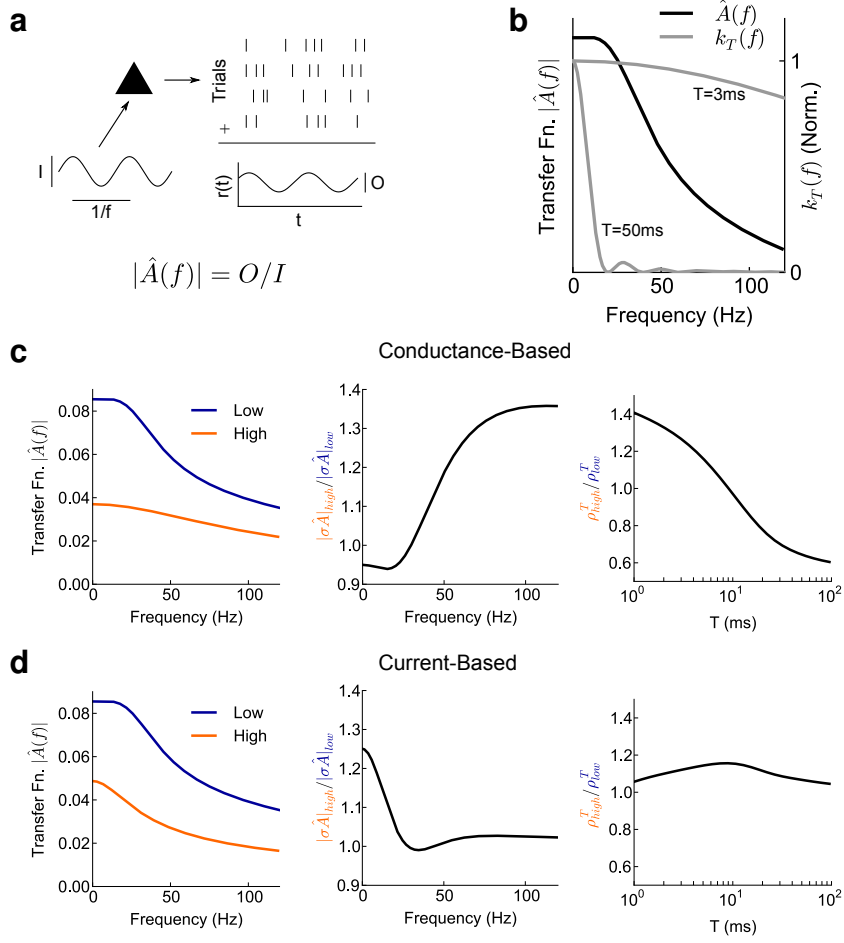 a
Trials
+
I
1/f
r(t)
O
t
|Â(f)| = O/I
b
Â(f)
k_T(f)
Transfer Fn. |Â(f)|
T=3ms
T=50ms
1
0
k_T(f) (Norm.)
0 50 100
Frequency (Hz)
c
Conductance-Based
Transfer Fn. |Â(f)|
0.08
0.06
0.04
0.02
0.00
Low
High
0 50 100
Frequency (Hz)
|σÂ|_high/|σÂ|_low
1.4
1.3
1.2
1.1
1.0
0.9
0 50 100
Frequency (Hz)
ρ^T_high/ρ^T_low
1.4
1.2
1.0
0.8
0.6
10^0 10^1 10^2
T (ms)
d
Current-Based
Transfer Fn. |Â(f)|
0.08
0.06
0.04
0.02
0.00
Low
High
0 50 100
Frequency (Hz)
|σÂ|_high/|σÂ|_low
1.4
1.3
1.2
1.1
1.0
0.9
0 50 100
Frequency (Hz)
ρ^T_high/ρ^T_low
1.4
1.2
1.0
0.8
0.6
10^0 10^1 10^2
T (ms)